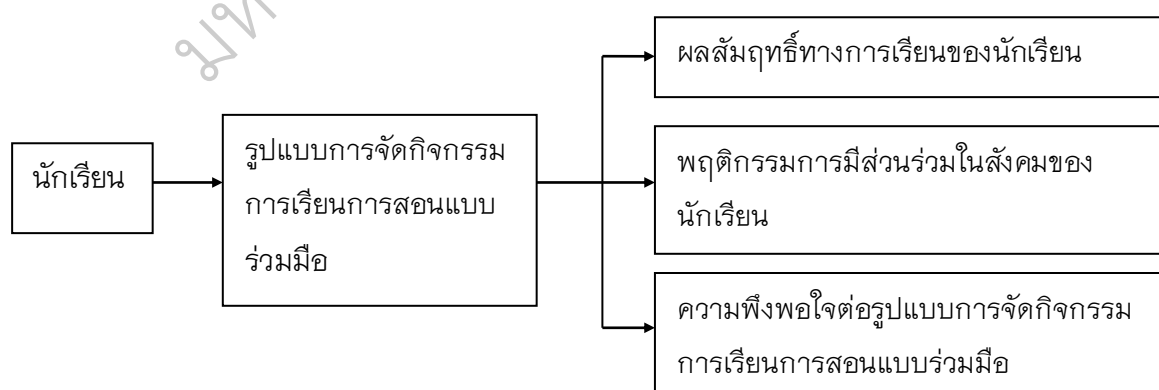 นักเรียน
รูปแบบการจัดกิจกรรม
การเรียนการสอนแบบ
ร่วมมือ
ผลสัมฤทธิ์ทางการเรียนของนักเรียน
พฤติกรรมการมีส่วนร่วมในสังคมของ
นักเรียน
ความพึงพอใจต่อรูปแบบการจัดกิจกรรม
การเรียนการสอนแบบร่วมมือ